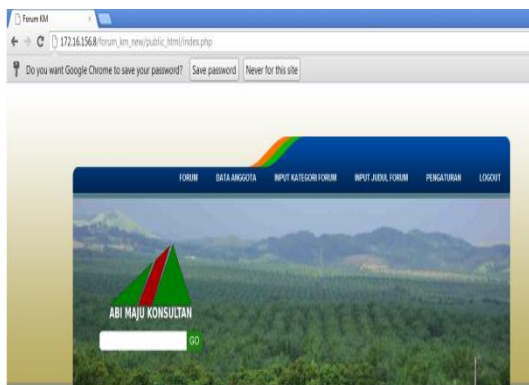 Forum KM
172.16.156.8/forum_km_new/public_html/index.php
Do you want Google Chrome to save your password? Save password Never for this site
FORUM DATA ANGGOTA INPUT KATEGORI FORUM INPUT JUDUL FORUM PENGATURAN LOGOUT
ABI MAJU KONSULTAN
GO